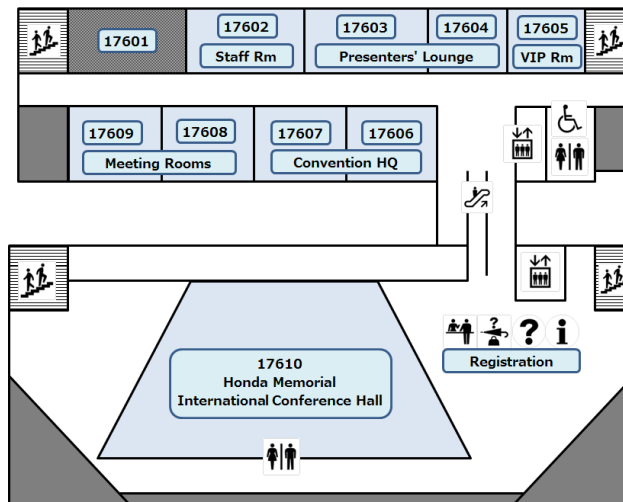 17601
17602
17603
17604
17605
Staff Rm
Presenters' Lounge
VIP Rm
17609
17608
17607
17606
Meeting Rooms
Convention HQ
?
?
i
Registration
17610
Honda Memorial
International Conference Hall